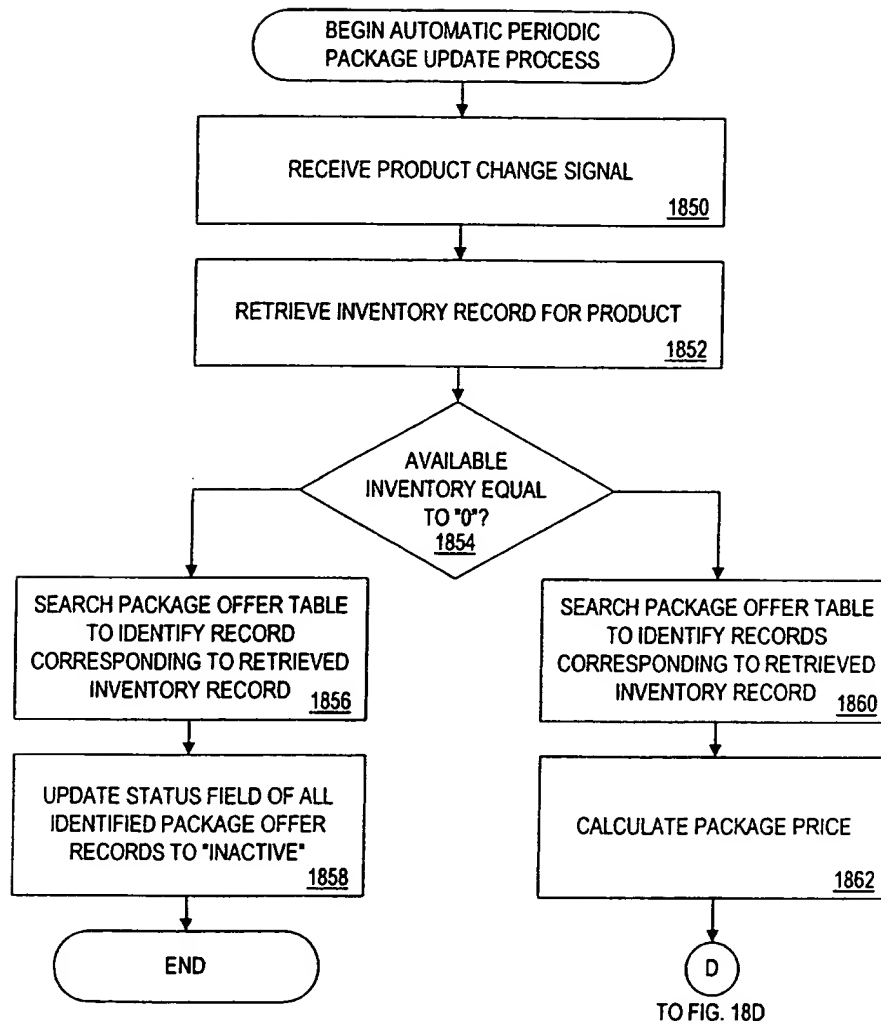 BEGIN AUTOMATIC PERIODIC
PACKAGE UPDATE PROCESS
RECEIVE PRODUCT CHANGE SIGNAL
1850
RETRIEVE INVENTORY RECORD FOR PRODUCT
1852
AVAILABLE
INVENTORY EQUAL
TO "0"?
1854
SEARCH PACKAGE OFFER TABLE
TO IDENTIFY RECORD
CORRESPONDING TO RETRIEVED
INVENTORY RECORD
1856
UPDATE STATUS FIELD OF ALL
IDENTIFIED PACKAGE OFFER
RECORDS TO "INACTIVE"
1858
END
SEARCH PACKAGE OFFER TABLE
TO IDENTIFY RECORDS
CORRESPONDING TO RETRIEVED
INVENTORY RECORD
1860
CALCULATE PACKAGE PRICE
1862
D
TO FIG. 18D